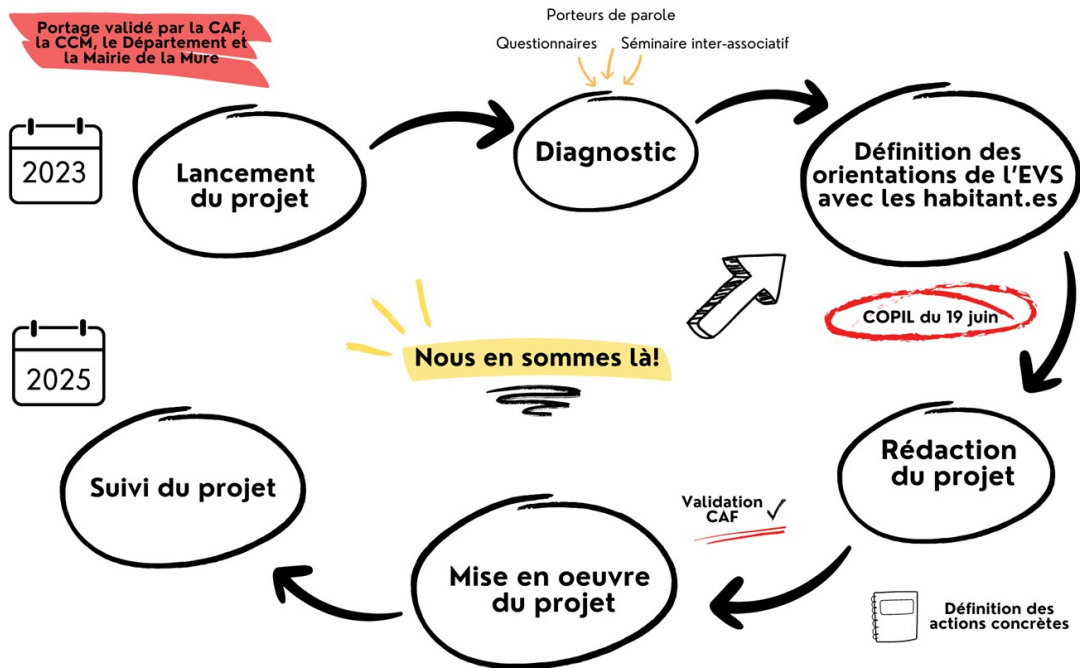 Portage validé par la CAF,
la CCM, le Département et
la Mairie de la Mure
Porteurs de parole
Questionnaires
Séminaire inter-associatif
2023
Lancement
du projet
Diagnostic
Définition des
orientations de l'EVS
avec les habitant.es
COPIL du 19 juin
Nous en sommes là!
2025
Suivi du projet
Rédaction
du projet
Validation
CAF
Mise en oeuvre
du projet
Définition des
actions concrètes